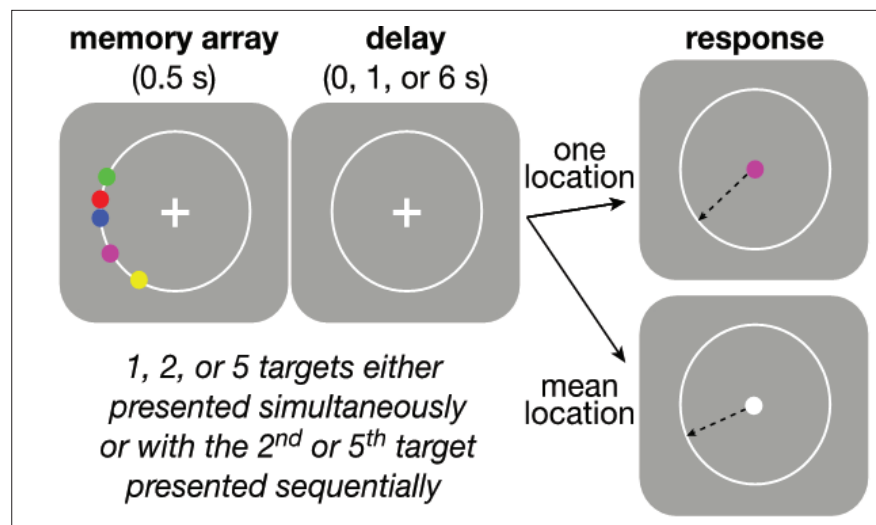 memory array
(0.5 s)
delay
(0, 1, or 6 s)
response
one
location
mean
location
1, 2, or 5 targets either
presented simultaneously
or with the 2nd or 5th target
presented sequentially